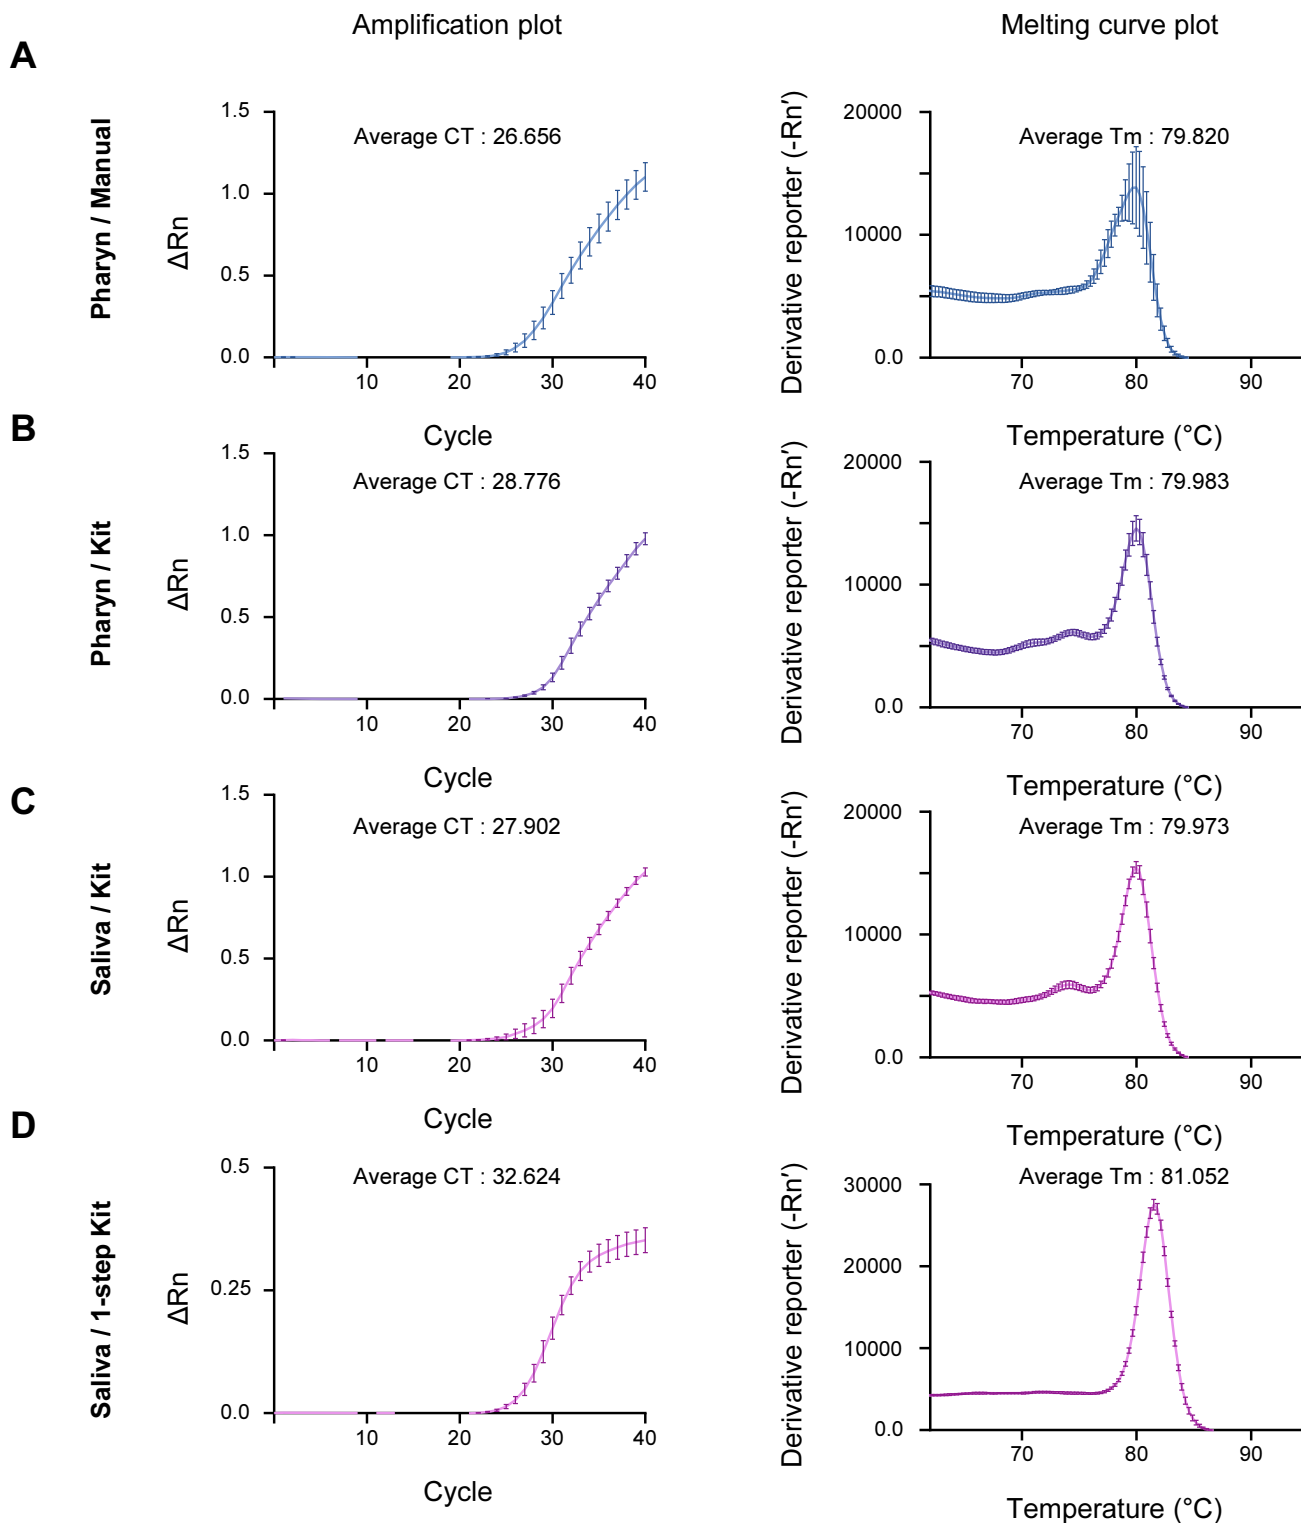 Amplification plot
Melting curve plot
A
Pharyn / Manual
ΔRn
1.5
1.0
0.5
0.0
Average CT : 26.656
10
20
30
40
Cycle
Derivative reporter (-Rn′)
20000
10000
0.0
Average Tm : 79.820
70
80
90
Temperature (°C)
B
Pharyn / Kit
ΔRn
1.5
1.0
0.5
0.0
Average CT : 28.776
10
20
30
40
Cycle
Derivative reporter (-Rn′)
20000
10000
0.0
Average Tm : 79.983
70
80
90
Temperature (°C)
C
Saliva / Kit
ΔRn
1.5
1.0
0.5
0.0
Average CT : 27.902
10
20
30
40
Cycle
Derivative reporter (-Rn′)
20000
10000
0.0
Average Tm : 79.973
70
80
90
Temperature (°C)
D
Saliva / 1-step Kit
ΔRn
0.5
0.25
0.0
Average CT : 32.624
10
20
30
40
Cycle
Derivative reporter (-Rn′)
30000
20000
10000
0.0
Average Tm : 81.052
70
80
90
Temperature (°C)